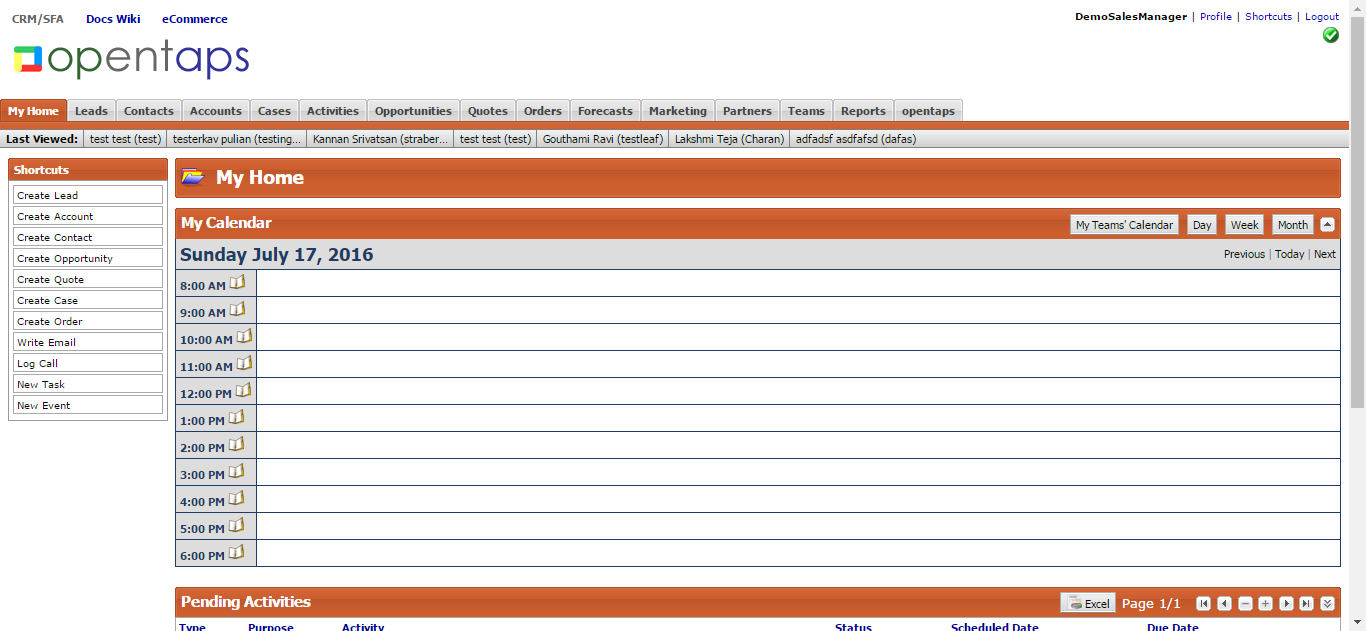 CRM/SFA Docs Wiki eCommerce
DemoSalesManager | Profile | Shortcuts | Logout
opentaps
My Home Leads Contacts Accounts Cases Activities Opportunities Quotes Orders Forecasts Marketing Partners Teams Reports opentaps
Last Viewed: test test (test) testerkav pulian (testing... Kannan Srivatsan (straber... test test (test) Gouthami Ravi (testleaf) Lakshmi Teja (Charan) adfadsf asdfafsd (dafas)
Shortcuts
Create Lead
Create Account
Create Contact
Create Opportunity
Create Quote
Create Case
Create Order
Write Email
Log Call
New Task
New Event
My Home
My Calendar My Teams' Calendar Day Week Month
Sunday July 17, 2016 Previous | Today | Next
8:00 AM
9:00 AM
10:00 AM
11:00 AM
12:00 PM
1:00 PM
2:00 PM
3:00 PM
4:00 PM
5:00 PM
6:00 PM
Pending Activities Excel Page 1/1
Type Purpose Activity Status Scheduled Date Due Date